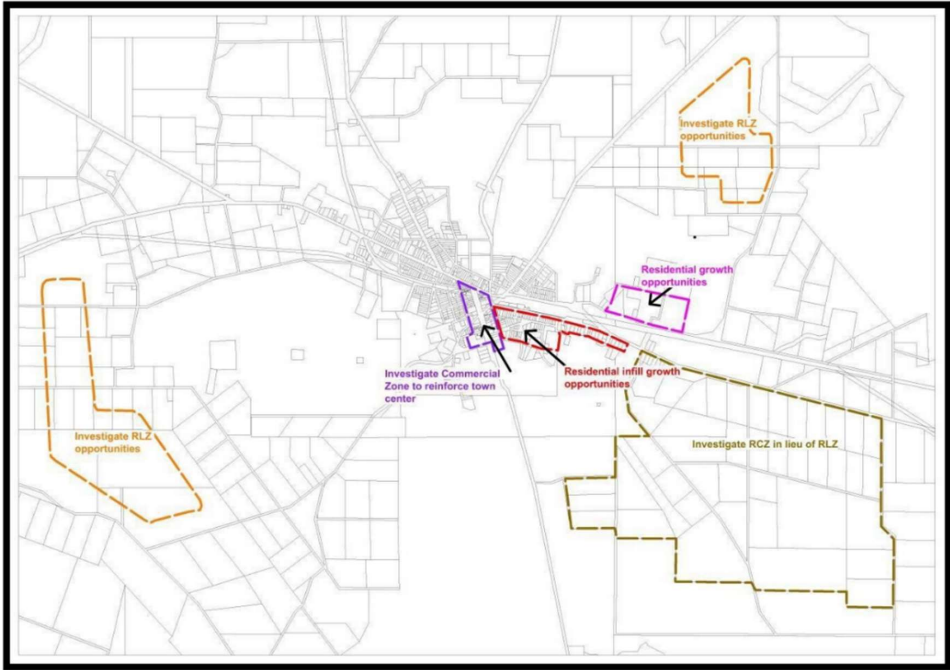 Investigate RLZ
opportunities
Residential growth
opportunities
Investigate Commercial
Zone to reinforce town
center
Residential infill growth
opportunities
Investigate RLZ
opportunities
Investigate RCZ in lieu of RLZ